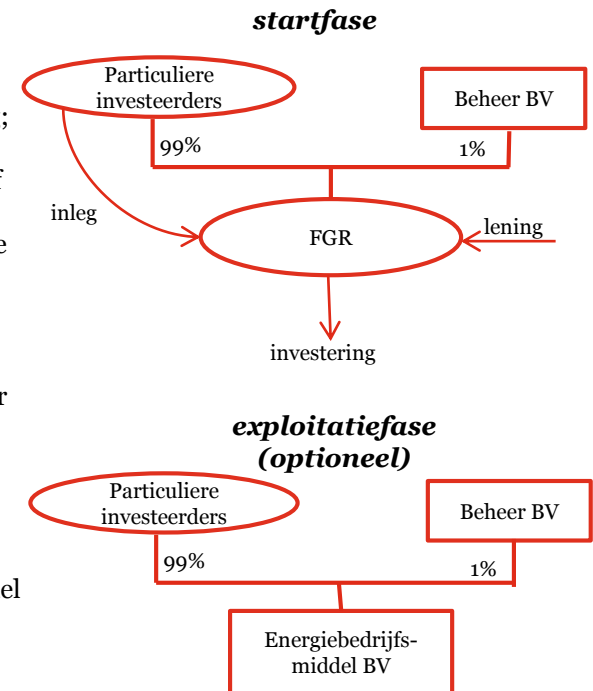 startfase
Particuliere
investeerders
Beheer BV
;
99%
1%
f
inleg
FGR
lening
e
investering
r
exploitatiefase
(optioneel)
Particuliere
investeerders
Beheer BV
99%
1%
el
Energiebedrijfs-
middel BV